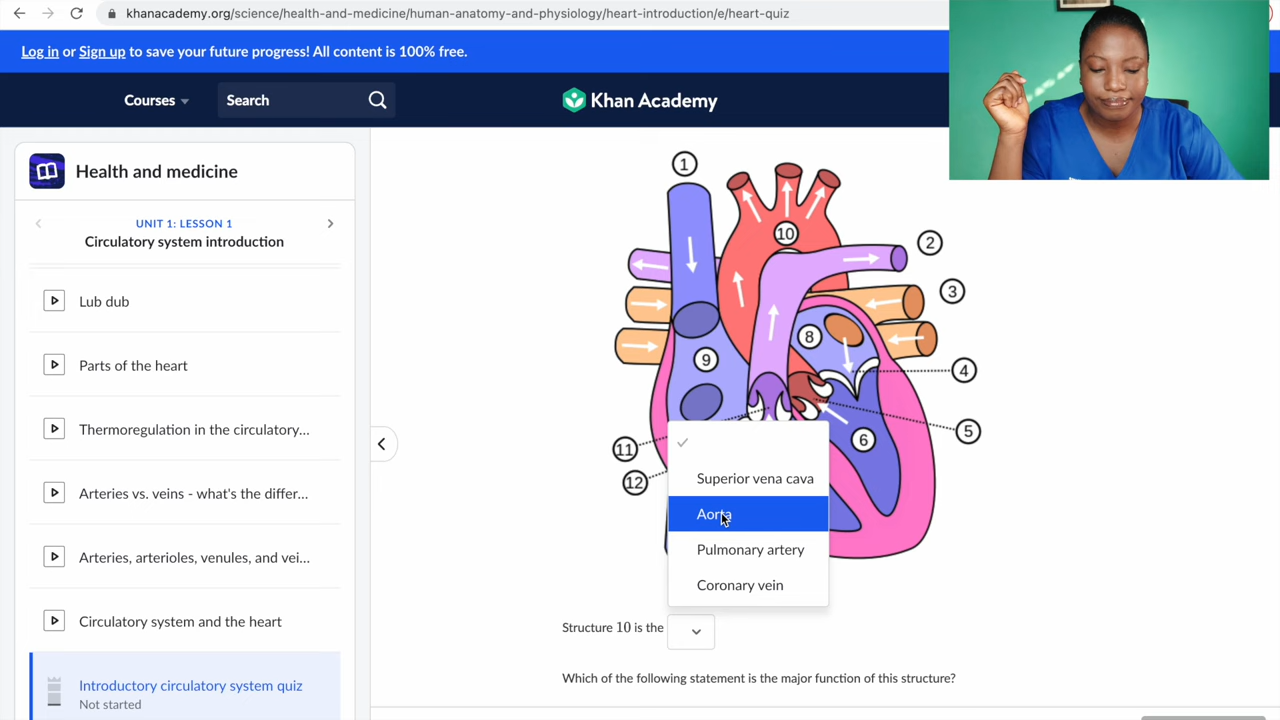 khanacademy.org/science/health-and-medicine/human-anatomy-and-physiology/heart-introduction/e/heart-quiz
Log in or Sign up to save your future progress! All content is 100% free.
Courses
Search
Khan Academy
Health and medicine
UNIT 1: LESSON 1
Circulatory system introduction
Lub dub
Parts of the heart
Thermoregulation in the circulatory...
Arteries vs. veins - what's the differ...
Arteries, arterioles, venules, and vei...
Circulatory system and the heart
Introductory circulatory system quiz
Not started
1
10
2
3
8
9
4
5
6
11
12
Superior vena cava
Aorta
Pulmonary artery
Coronary vein
Structure 10 is the
Which of the following statement is the major function of this structure?